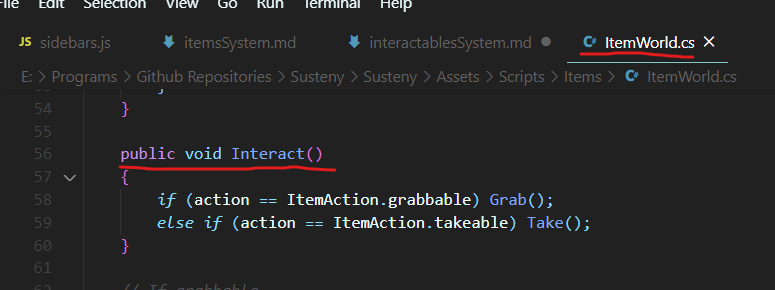 File Edit Selection View Go Run Terminal Help
JS sidebars.js itemsSystem.md interactablesSystem.md C# ItemWorld.cs
E: > Programs > Github Repositories > Susteny > Susteny > Assets > Scripts > Items > C# ItemWorld.cs
53 }
54 }
55
56 public void Interact()
57 {
58 if (action == ItemAction.grabbable) Grab();
59 else if (action == ItemAction.takeable) Take();
60 }
61
62 // If grabbable